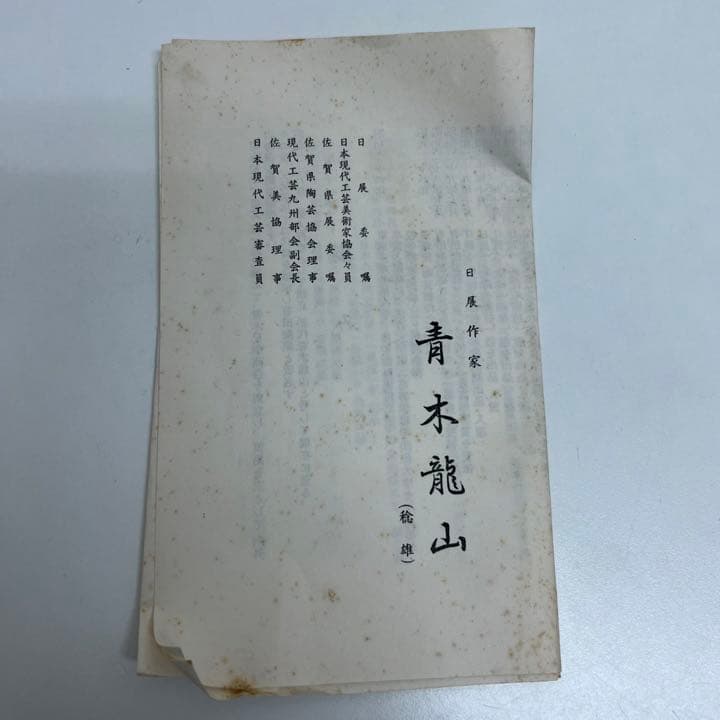 日展作家
青木龍山
（稔雄）
日展委嘱
日本現代工芸美術家協会々員
佐賀県展委嘱
佐賀県陶芸協会理事
現代工芸九州部会副会長
佐賀美協理事
日本現代工芸審査員